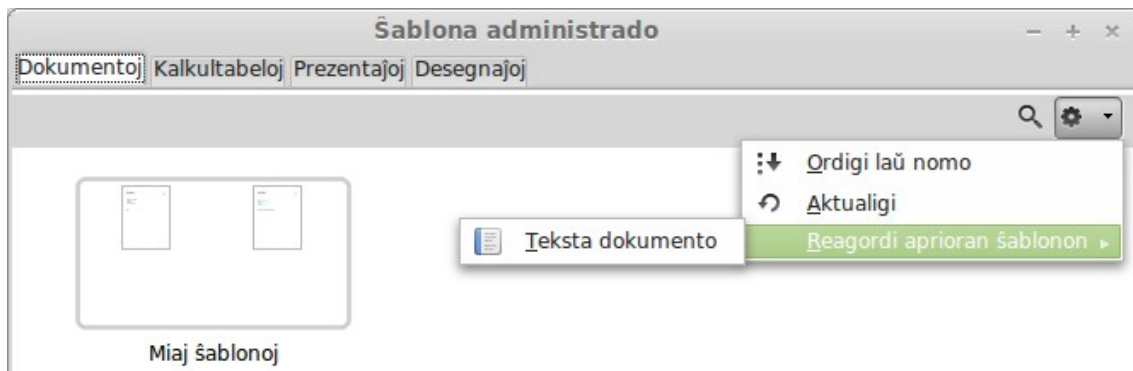 Ŝablona administrado
Dokumentoj Kalkultabeloj Prezentaĵoj Desegnaĵoj
Ordigi laŭ nomo
Aktualigi
Reagordi aprioran ŝablonon
Teksta dokumento
Miaj ŝablonoj